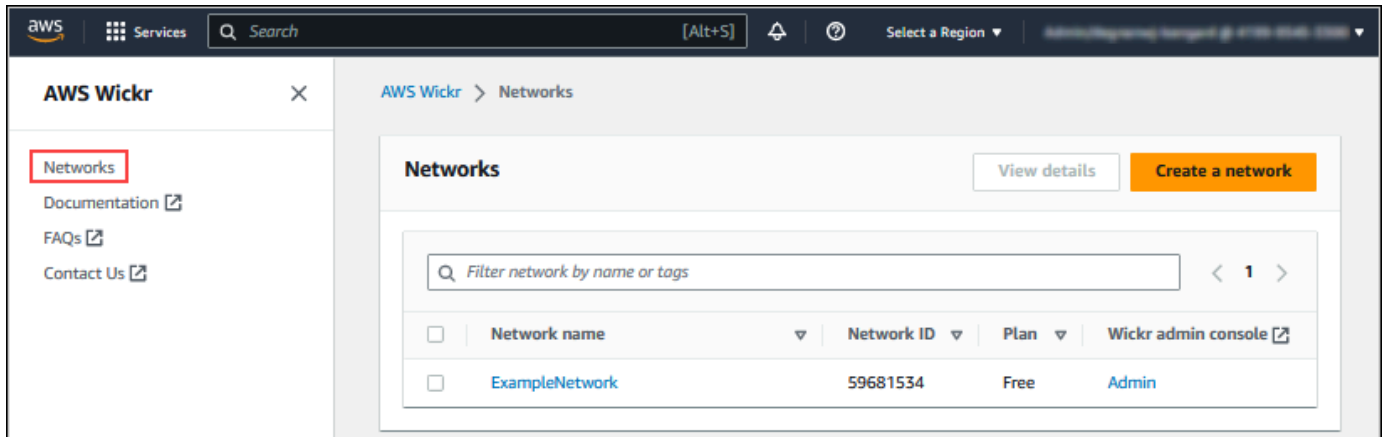 aws Services Search [Alt+S] Select a Region
AWS Wickr
AWS Wickr > Networks
Networks
Documentation
FAQs
Contact Us
Networks View details Create a network
Filter network by name or tags < 1 >
Network name Network ID Plan Wickr admin console
ExampleNetwork 59681534 Free Admin